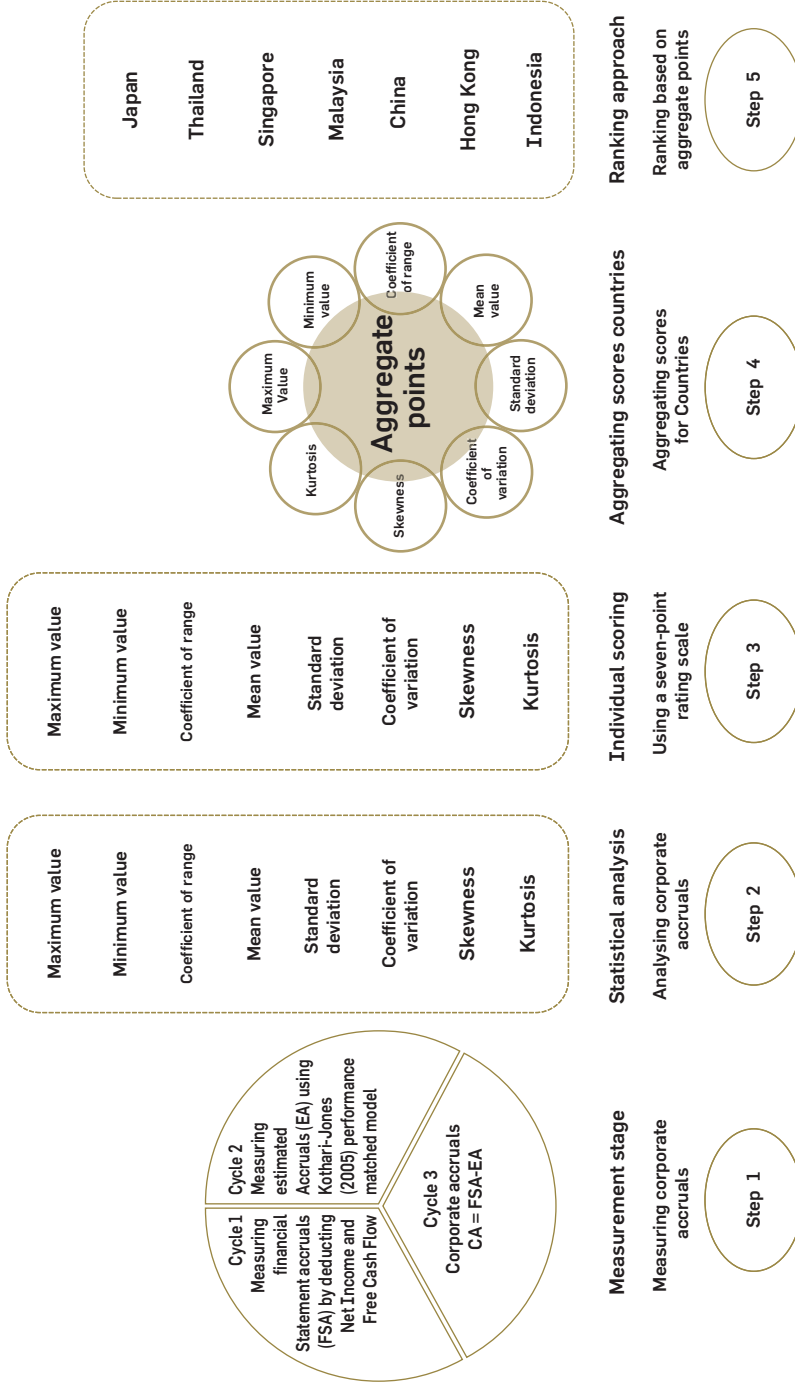 Cycle 1
Measuring
financial
Statement accruals
(FSA) by deducting
Net Income and
Free Cash Flow
Cycle 2
Measuring
estimated
Accruals (EA) using
Kothari-Jones
(2005) performance
matched model
Cycle 3
Corporate accruals
CA = FSA-EA
Measurement stage
Measuring corporate
accruals
Step 1
Maximum value
Minimum value
Coefficient of range
Mean value
Standard
deviation
Coefficient of
variation
Skewness
Kurtosis
Statistical analysis
Analysing corporate
accruals
Step 2
Maximum value
Minimum value
Coefficient of range
Mean value
Standard
deviation
Coefficient of
variation
Skewness
Kurtosis
Individual scoring
Using a seven-point
rating scale
Step 3
Maximum
Value
Minimum
value
Coefficient
of range
Mean
value
Standard
deviation
Coefficient
of
variation
Skewness
Kurtosis
Aggregate
points
Aggregating scores countries
Aggregating scores
for Countries
Step 4
Japan
Thailand
Singapore
Malaysia
China
Hong Kong
Indonesia
Ranking approach
Ranking based on
aggregate points
Step 5